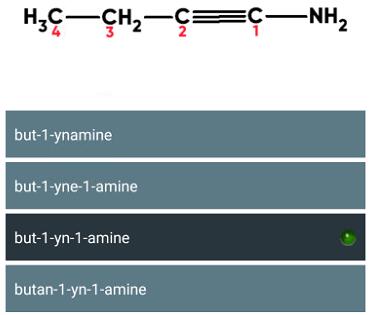 H₃C—CH₂—C≡C—NH₂
4 3 2 1
but-1-ynamine
but-1-yne-1-amine
but-1-yn-1-amine
butan-1-yn-1-amine